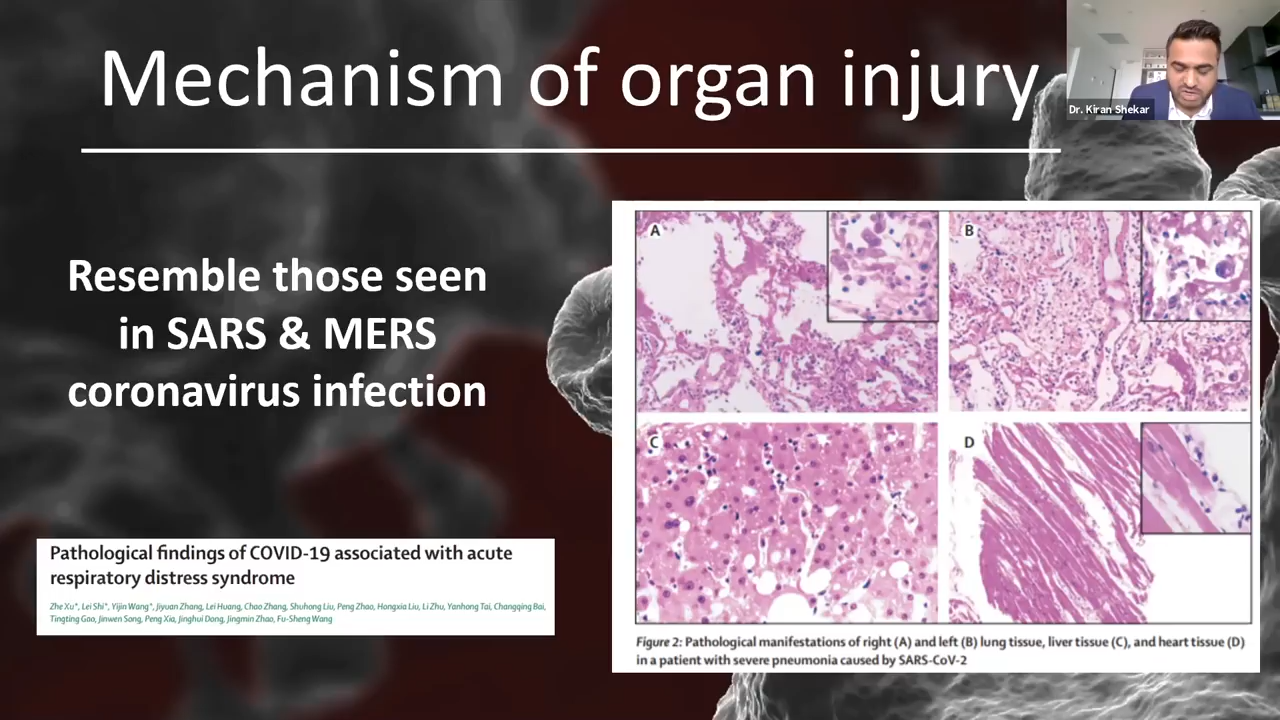 Mechanism of organ injury
Dr. Kiran Shekar
Resemble those seen
in SARS & MERS
coronavirus infection
A
B
C
D
Figure 2: Pathological manifestations of right (A) and left (B) lung tissue, liver tissue (C), and heart tissue (D)
in a patient with severe pneumonia caused by SARS-CoV-2
Pathological findings of COVID-19 associated with acute
respiratory distress syndrome
Zhe Xu*, Lei Shi*, Yijin Wang*, Jiyuan Zhang, Lei Huang, Chao Zhang, Shuhong Liu, Peng Zhao, Hongxia Liu, Li Zhu, Yanhong Tai, Changqing Bai,
Tingting Gao, Jinwen Song, Peng Xia, Jinghui Dong, Jingmin Zhao, Fu-Sheng Wang